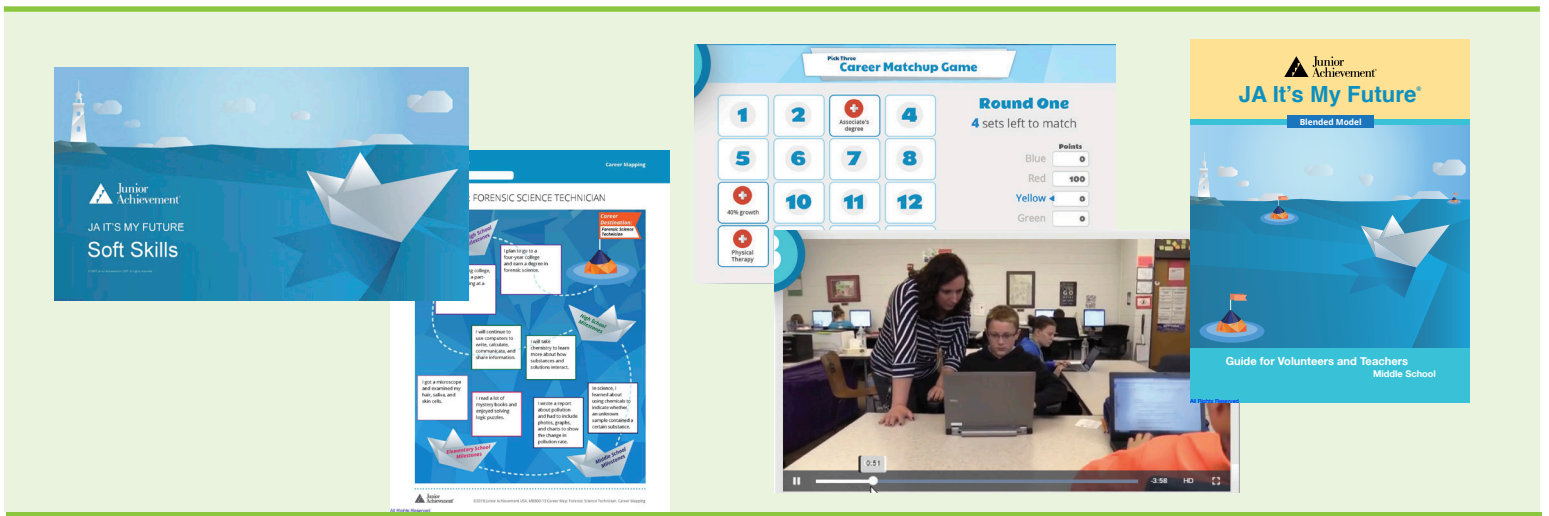 Junior
Achievement®
JA IT'S MY FUTURE
Soft Skills
Career Mapping
: FORENSIC SCIENCE TECHNICIAN
Career
Destination:
Forensic Science
Technician
High School
Milestones
I plan to go to a
four-year college
and earn a degree in
forensic science.
ng college,
a part-
ng at a
High School
Milestones
I will continue to
use computers to
write, calculate,
communicate, and
share information.
I will take
chemistry to learn
more about how
substances and
solutions interact.
I got a microscope
and examined my
hair, saliva, and
skin cells.
I read a lot of
mystery books and
enjoyed solving
logic puzzles.
I wrote a report
about pollution
and had to include
photos, graphs,
and charts to show
the change in
pollution rate.
In science, I
learned about
using chemicals to
indicate whether
an unknown
sample contained a
certain substance.
Elementary School
Milestones
Middle School
Milestones
Junior
Achievement®
All Rights Reserved
Pick Three
Career Matchup Game
1
2
Associate's
degree
4
5
6
7
8
40% growth
10
11
12
Physical
Therapy
Round One
4 sets left to match
Points
Blue 0
Red 100
Yellow 0
Green 0
0:51
-3:58 HD
Junior
Achievement®
JA It's My Future®
Blended Model
Guide for Volunteers and Teachers
Middle School
All Rights Reserved